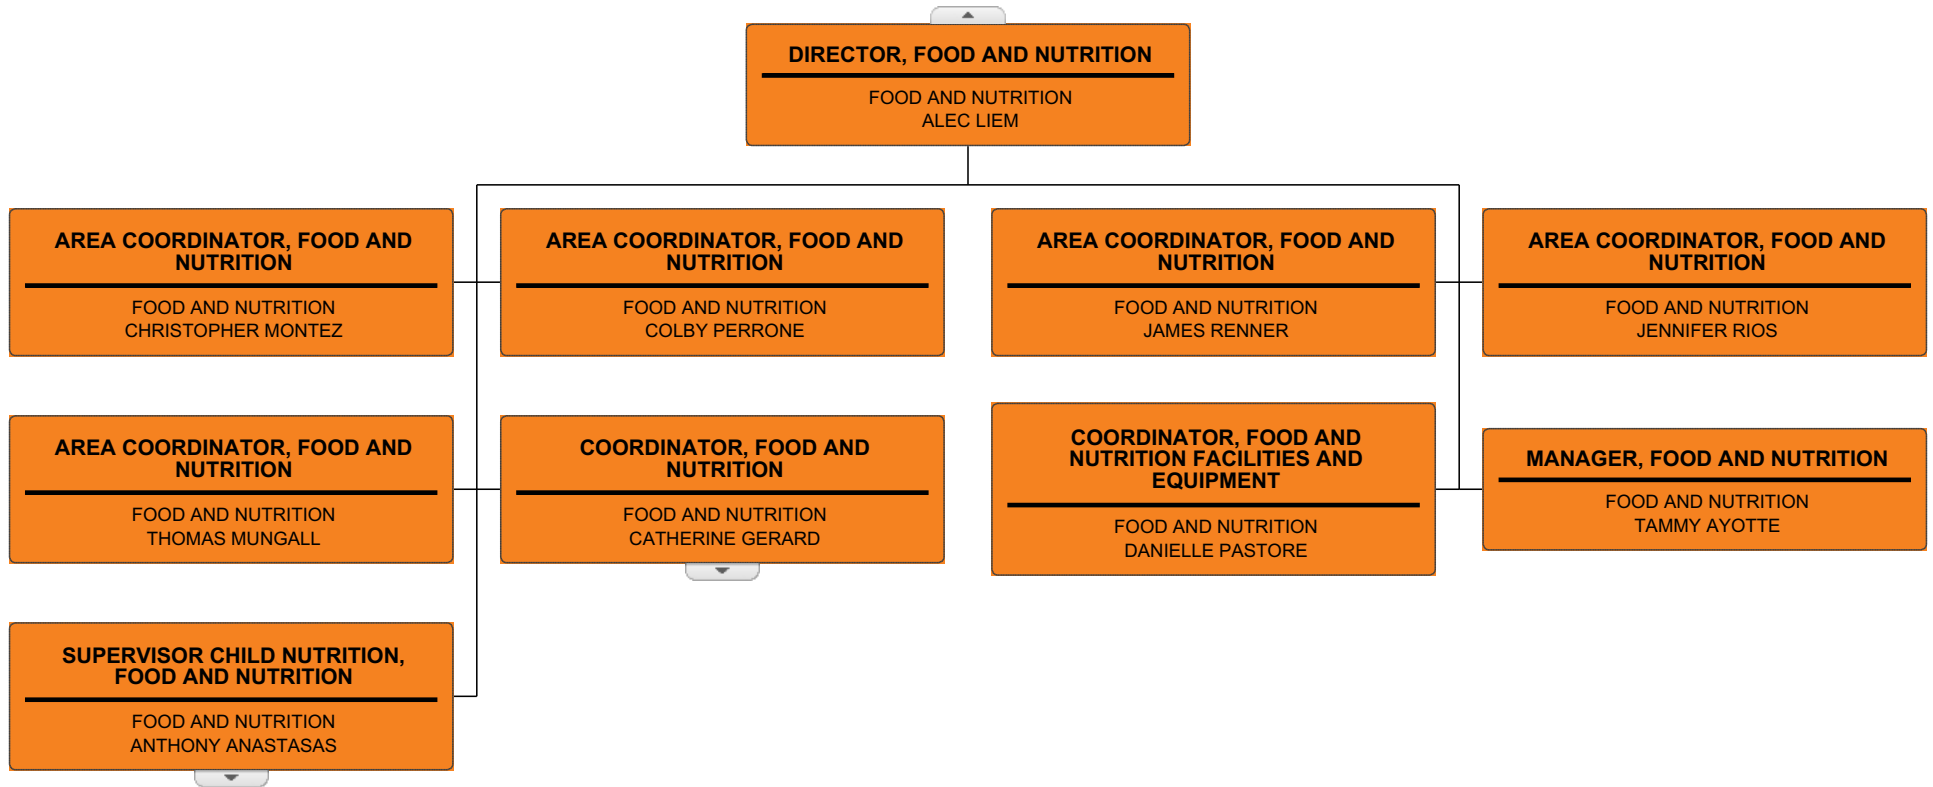 DIRECTOR, FOOD AND NUTRITION
FOOD AND NUTRITION
ALEC LIEM
AREA COORDINATOR, FOOD AND
NUTRITION
FOOD AND NUTRITION
CHRISTOPHER MONTEZ
AREA COORDINATOR, FOOD AND
NUTRITION
FOOD AND NUTRITION
COLBY PERRONE
AREA COORDINATOR, FOOD AND
NUTRITION
FOOD AND NUTRITION
JAMES RENNER
AREA COORDINATOR, FOOD AND
NUTRITION
FOOD AND NUTRITION
JENNIFER RIOS
AREA COORDINATOR, FOOD AND
NUTRITION
FOOD AND NUTRITION
THOMAS MUNGALL
COORDINATOR, FOOD AND
NUTRITION
FOOD AND NUTRITION
CATHERINE GERARD
COORDINATOR, FOOD AND
NUTRITION FACILITIES AND
EQUIPMENT
FOOD AND NUTRITION
DANIELLE PASTORE
MANAGER, FOOD AND NUTRITION
FOOD AND NUTRITION
TAMMY AYOTTE
SUPERVISOR CHILD NUTRITION,
FOOD AND NUTRITION
FOOD AND NUTRITION
ANTHONY ANASTASAS